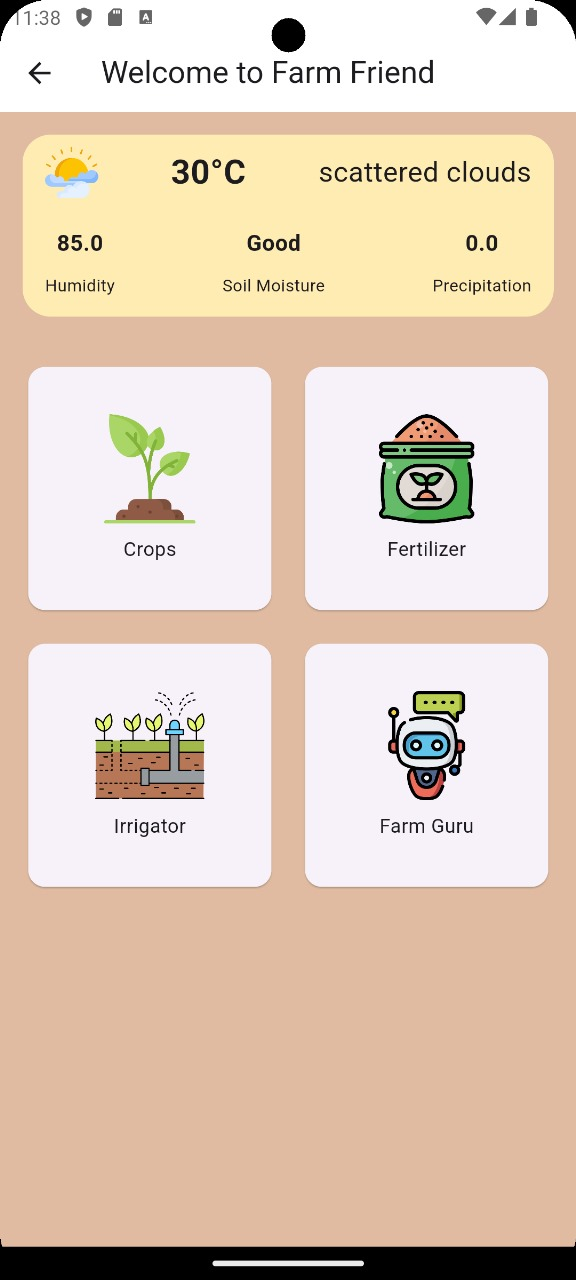 11:38
A
Welcome to Farm Friend
30°C
scattered clouds
85.0
Good
0.0
Humidity
Soil Moisture
Precipitation
Crops
Fertilizer
Irrigator
Farm Guru